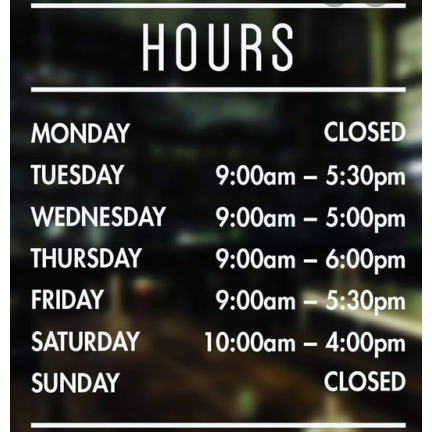 HOURS
MONDAY CLOSED
TUESDAY 9:00am – 5:30pm
WEDNESDAY 9:00am – 5:00pm
THURSDAY 9:00am – 6:00pm
FRIDAY 9:00am – 5:30pm
SATURDAY 10:00am – 4:00pm
SUNDAY CLOSED